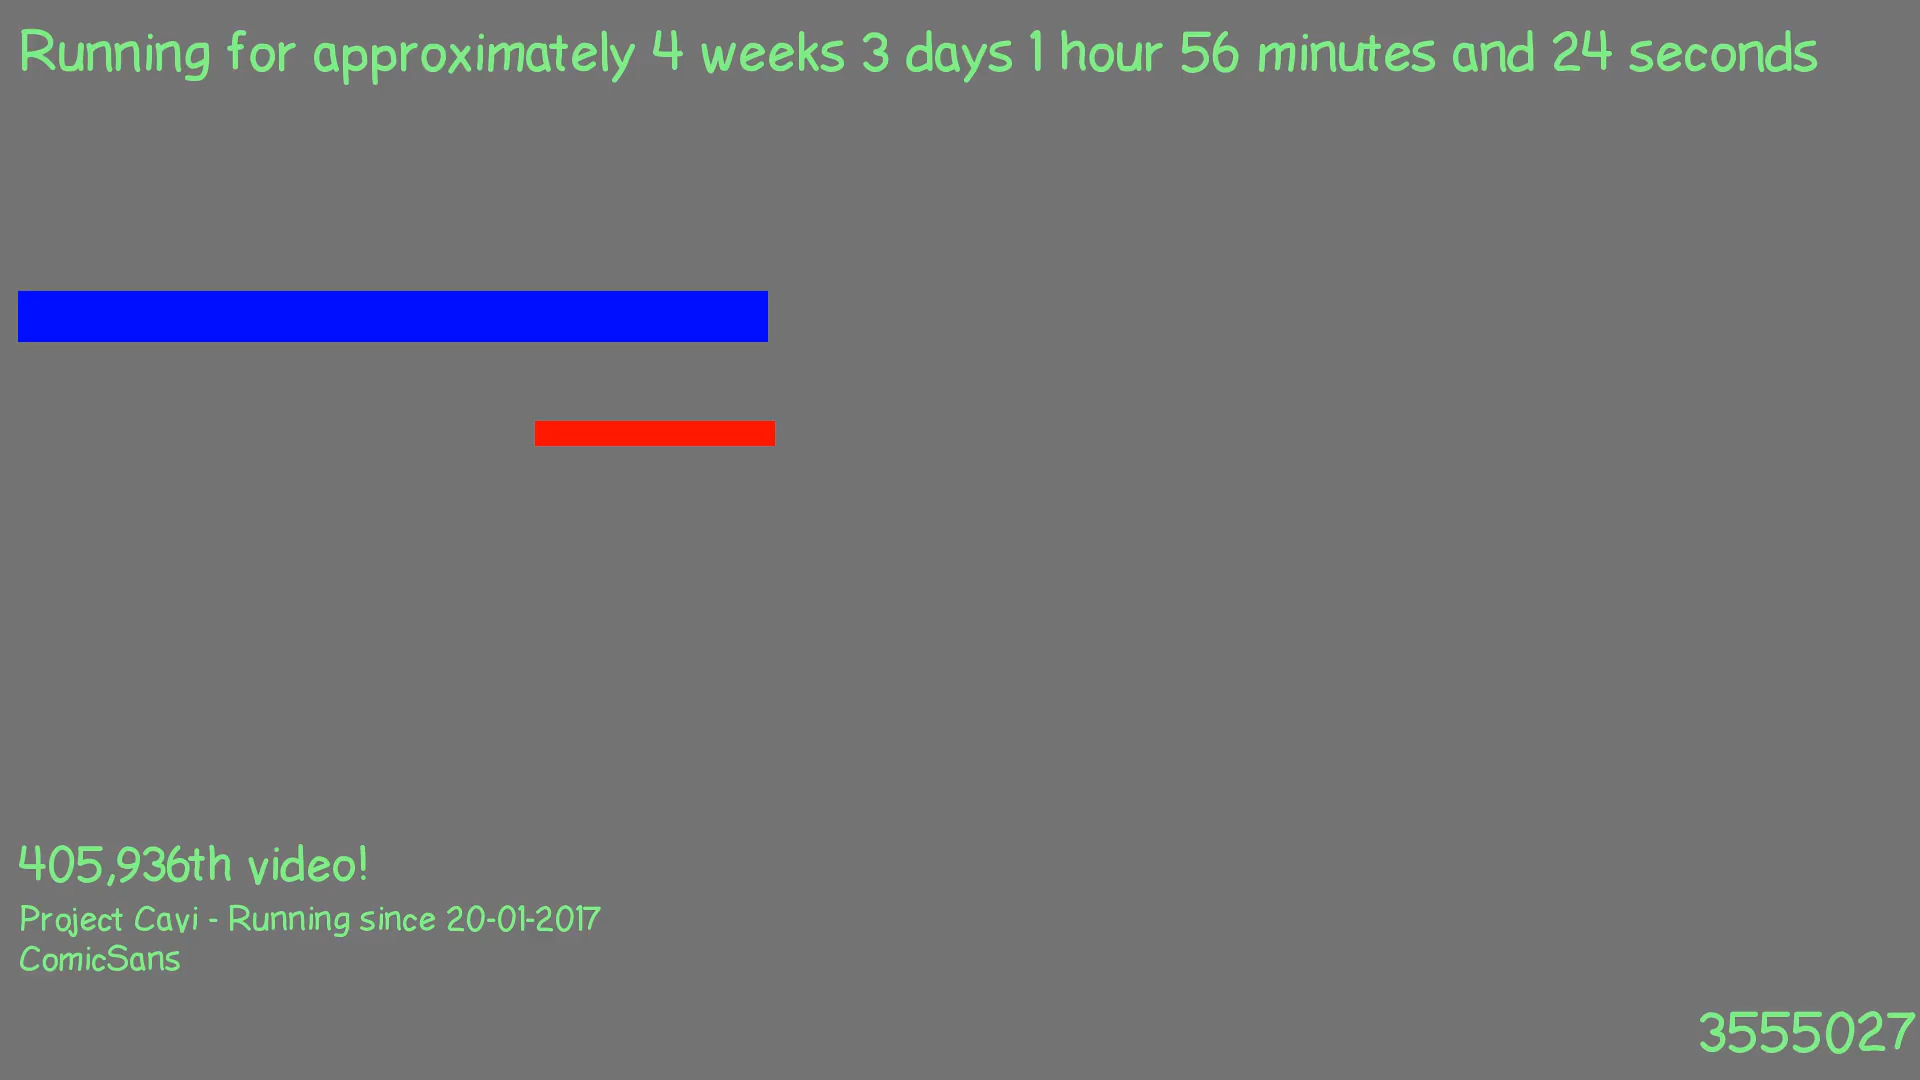 Running for approximately 4 weeks 3 days 1 hour 56 minutes and 24 seconds
405,936th video!
Project Cavi - Running since 20-01-2017
ComicSans
3555027